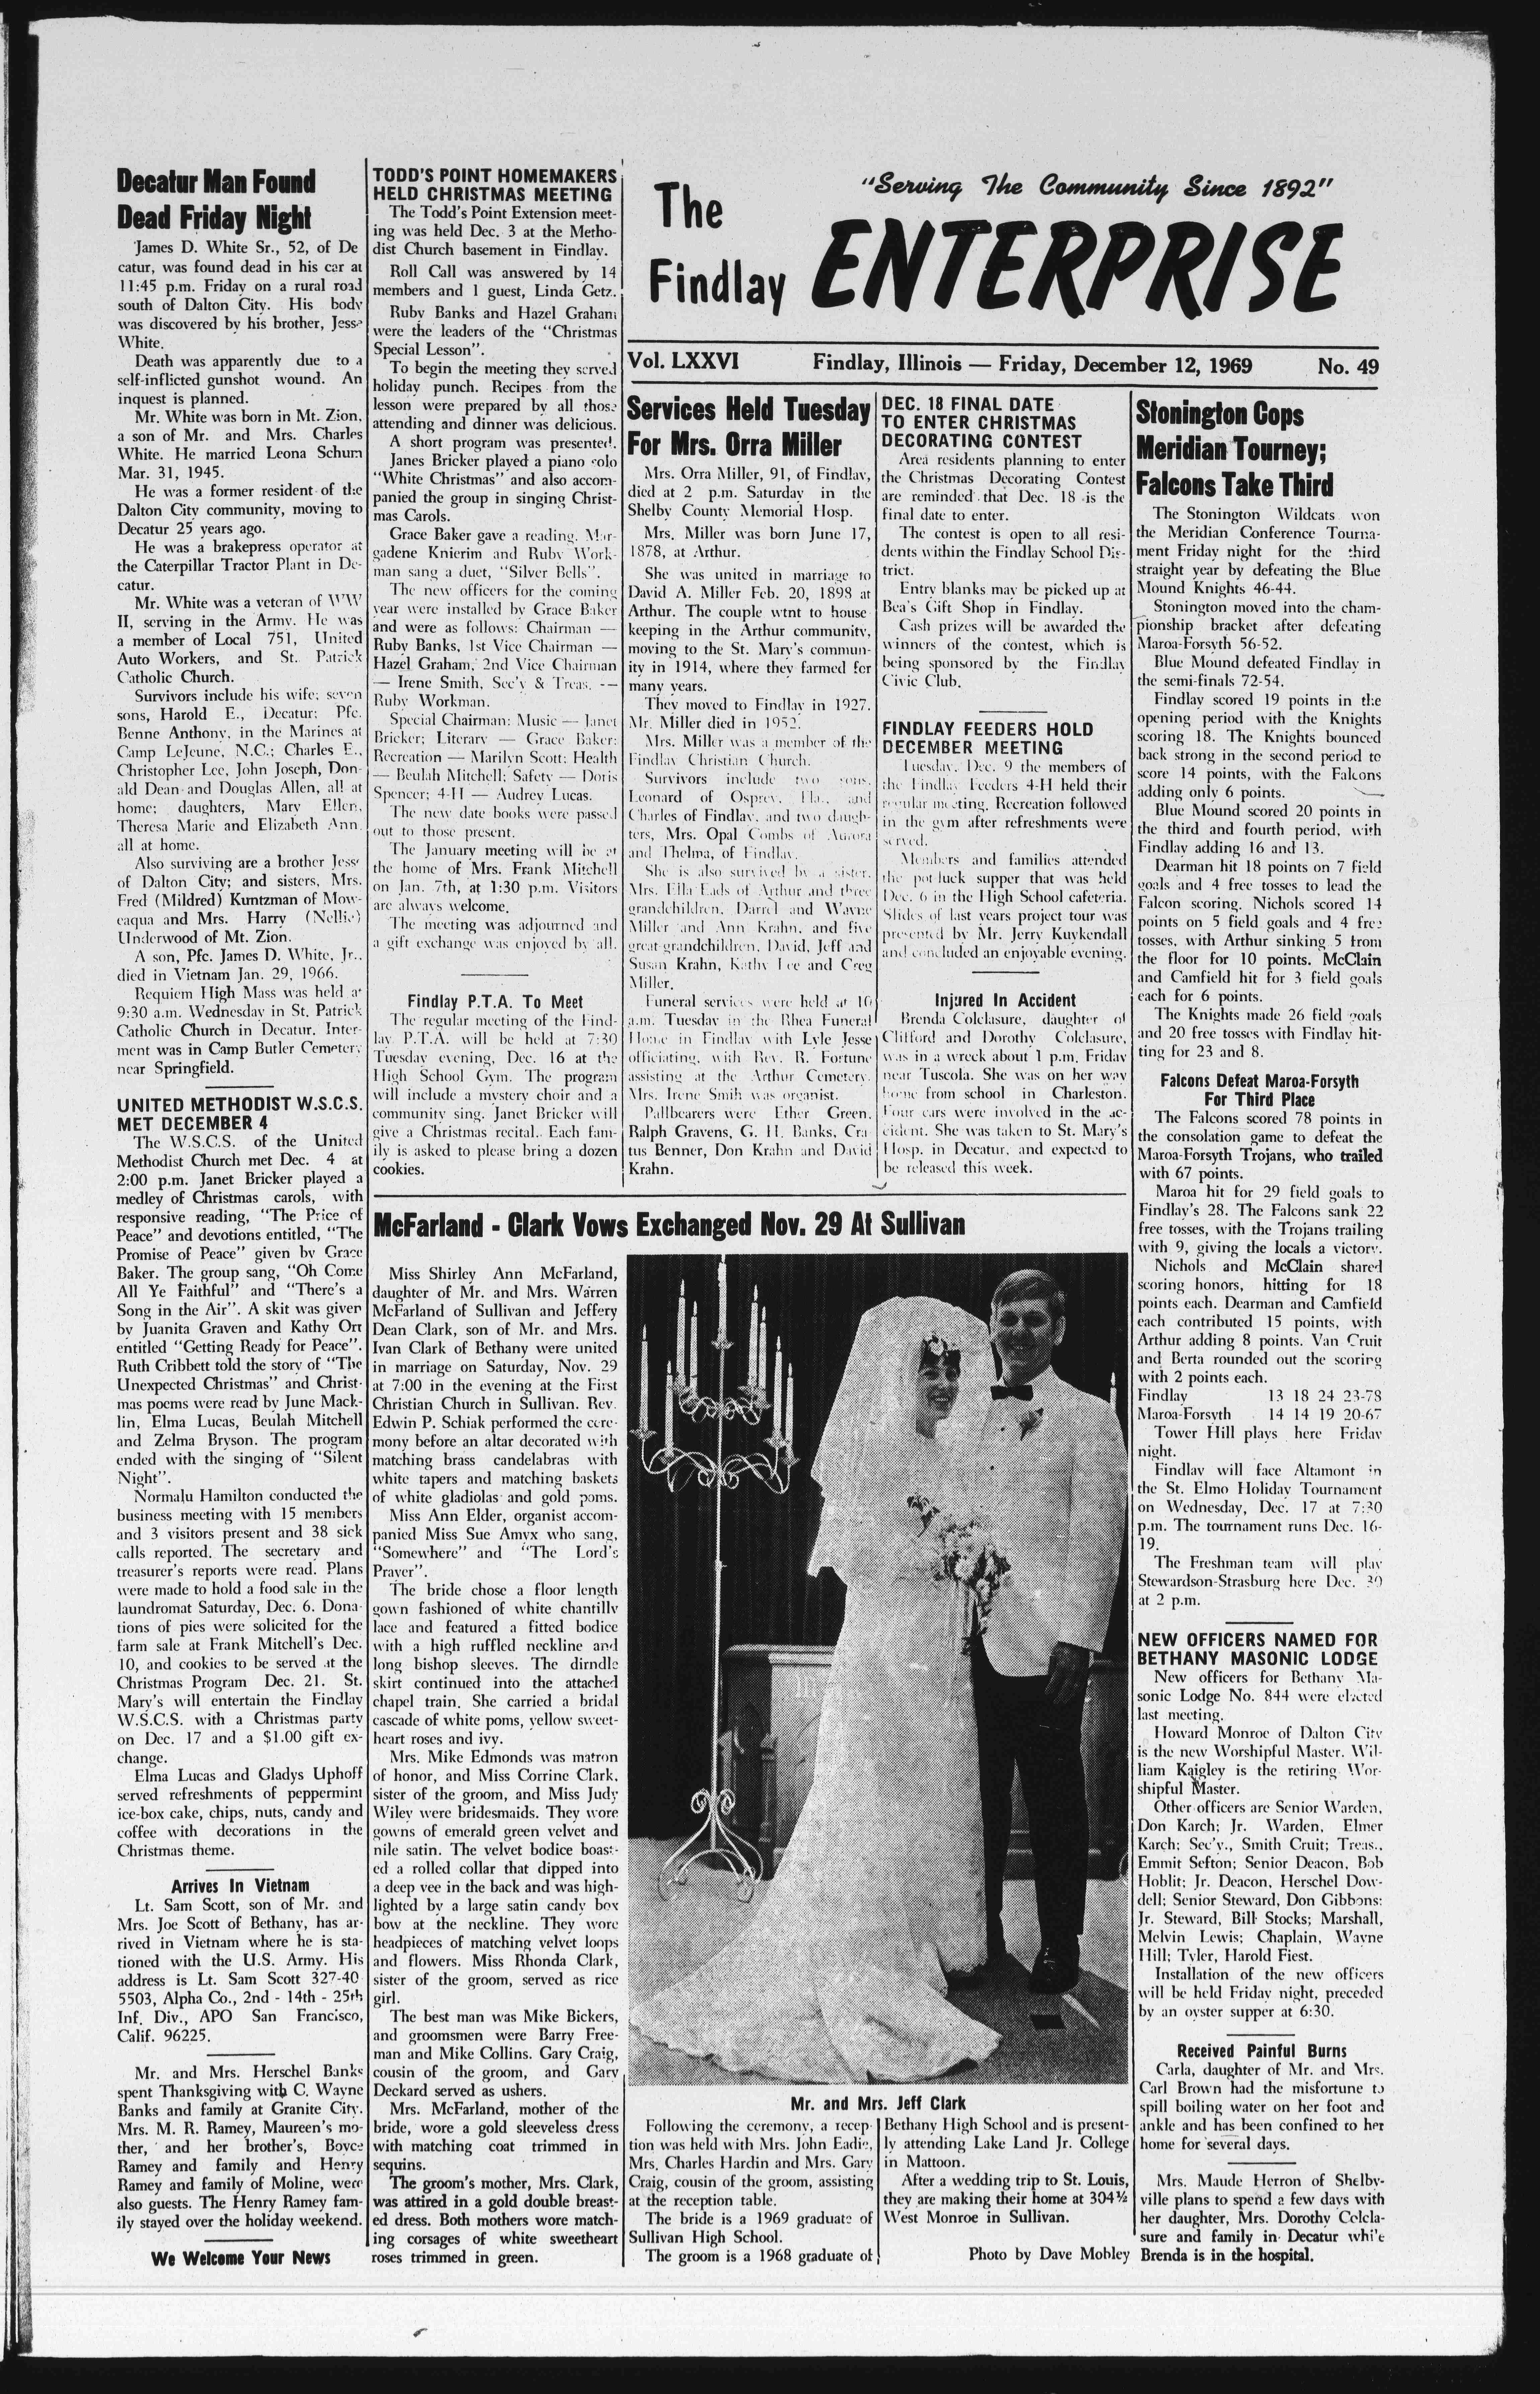 Decatur Man Found
Dead Friday Night
James D. White Sr., 52, of De
catur, was found dead in his car at
11:45 p.m. Friday on a rural road
south of Dalton City. His body
was discovered by his brother, Jesse
White.
Death was apparently due to a
self-inflicted gunshot wound. An
inquest is planned.
Mr. White was born in Mt. Zion,
a son of Mr. and Mrs. Charles
White. He married Leona Schum
Mar. 31, 1945.
He was a former resident of the
Dalton City community, moving to
Decatur 25 years ago.
He was a brakepress operator at
the Caterpillar Tractor Plant in De-
catur.
Mr. White was a veteran of WW
II, serving in the Army. He was
a member of Local 751, United
Auto Workers, and St. Patrick
Catholic Church.
Survivors include his wife; seven
sons, Harold E., Decatur; Pfc.
Benne Anthony, in the Marines at
Camp LeJeune, N.C.; Charles E.,
Christopher Lee, John Joseph, Don-
ald Dean and Douglas Allen, all at
home; daughters, Mary Ellen,
Theresa Marie and Elizabeth Ann,
all at home.
Also surviving are a brother Jesse
of Dalton City; and sisters, Mrs.
Fred (Mildred) Kuntzman of Mow-
eaqua and Mrs. Harry (Nellie)
Underwood of Mt. Zion.
A son, Pfc. James D. White, Jr.,
died in Vietnam Jan. 29, 1966.
Requiem High Mass was held at
9:30 a.m. Wednesday in St. Patrick
Catholic Church in Decatur. Inter-
ment was in Camp Butler Cemetery
near Springfield.
UNITED METHODIST W.S.C.S.
MET DECEMBER 4
The W.S.C.S. of the United
Methodist Church met Dec. 4 at
2:00 p.m. Janet Bricker played a
medley of Christmas carols, with
responsive reading, "The Price of
Peace" and devotions entitled, "The
Promise of Peace" given by Grace
Baker. The group sang, "Oh Come
All Ye Faithful" and "There's a
Song in the Air". A skit was given
by Juanita Graven and Kathy Orr
entitled "Getting Ready for Peace".
Ruth Cribbett told the story of "The
Unexpected Christmas" and Christ-
mas poems were read by June Mack-
lin, Elma Lucas, Beulah Mitchell
and Zelma Bryson. The program
ended with the singing of "Silent
Night".
Normalu Hamilton conducted the
business meeting with 15 members
and 3 visitors present and 38 sick
calls reported. The secretary and
treasurer's reports were read. Plans
were made to hold a food sale in the
laundromat Saturday, Dec. 6. Dona-
tions of pies were solicited for the
farm sale at Frank Mitchell's Dec.
10, and cookies to be served at the
Christmas Program Dec. 21. St.
Mary's will entertain the Findlay
W.S.C.S. with a Christmas party
on Dec. 17 and a $1.00 gift ex-
change.
Elma Lucas and Gladys Uphoff
served refreshments of peppermint
ice-box cake, chips, nuts, candy and
coffee with decorations in the
Christmas theme.
Arrives In Vietnam
Lt. Sam Scott, son of Mr. and
Mrs. Joe Scott of Bethany, has ar-
rived in Vietnam where he is sta-
tioned with the U.S. Army. His
address is Lt. Sam Scott 327-40
5503, Alpha Co., 2nd - 14th - 25th
Inf. Div., APO San Francisco,
Calif. 96225.
Mr. and Mrs. Herschel Banks
spent Thanksgiving with C. Wayne
Banks and family at Granite City.
Mrs. M. R. Ramey, Maureen's mo-
ther, and her brother's, Boyce
Ramey and family and Henry
Ramey and family of Moline, were
also guests. The Henry Ramey fam-
ily stayed over the holiday weekend.
We Welcome Your News
TODD'S POINT HOMEMAKERS
HELD CHRISTMAS MEETING
The Todd's Point Extension meet-
ing was held Dec. 3 at the Metho-
dist Church basement in Findlay.
Roll Call was answered by 14
members and 1 guest, Linda Getz.
Ruby Banks and Hazel Graham
were the leaders of the "Christmas
Special Lesson".
To begin the meeting they served
holiday punch. Recipes from the
lesson were prepared by all those
attending and dinner was delicious.
A short program was presented.
Janes Bricker played a piano solo
"White Christmas" and also accom-
panied the group in singing Christ-
mas Carols.
Grace Baker gave a reading. Mar-
gadene Knierim and Ruby Work-
man sang a duet, "Silver Bells".
The new officers for the coming
year were installed by Grace Baker
and were as follows: Chairman —
Ruby Banks, 1st Vice Chairman —
Hazel Graham, 2nd Vice Chairman
— Irene Smith, Sec'y & Treas. --
Ruby Workman.
Special Chairman: Music — Janet
Bricker; Literary — Grace Baker;
Recreation — Marilyn Scott; Health
— Beulah Mitchell; Safety — Doris
Spencer; 4-H — Audrey Lucas.
The new date books were passed
out to those present.
The January meeting will be at
the home of Mrs. Frank Mitchell
on Jan. 7th, at 1:30 p.m. Visitors
are always welcome.
The meeting was adjourned and
a gift exchange was enjoyed by all.
Findlay P.T.A. To Meet
The regular meeting of the Find-
lay P.T.A. will be held at 7:30
Tuesday evening, Dec. 16 at the
High School Gym. The program
will include a mystery choir and a
community sing. Janet Bricker will
give a Christmas recital. Each fam-
ily is asked to please bring a dozen
cookies.
"Serving The Community Since 1892"
The
Findlay ENTERPRISE
Vol. LXXVI Findlay, Illinois — Friday, December 12, 1969 No. 49
Services Held Tuesday
For Mrs. Orra Miller
Mrs. Orra Miller, 91, of Findlay,
died at 2 p.m. Saturday in the
Shelby County Memorial Hosp.
Mrs. Miller was born June 17,
1878, at Arthur.
She was united in marriage to
David A. Miller Feb. 20, 1898 at
Arthur. The couple wtnt to house
keeping in the Arthur community,
moving to the St. Mary's commun-
ity in 1914, where they farmed for
many years.
They moved to Findlay in 1927.
Mr. Miller died in 1952.
Mrs. Miller was a member of the
Findlay Christian Church.
Survivors include two sons,
Leonard of Osprey, Fla., and
Charles of Findlay, and two daugh-
ters, Mrs. Opal Combs of Aurora
and Thelma, of Findlay.
She is also survived by a sister,
Mrs. Ella Eads of Arthur and three
grandchildren, Darrel and Wayne
Miller and Ann Krahn, and five
great-grandchildren, David, Jeff and
Susan Krahn, Kathy Lee and Creg
Miller.
Funeral services were held at 10
a.m. Tuesday in the Rhea Funeral
Home in Findlay with Lyle Jesse
officiating, with Rev. R. Fortune
assisting at the Arthur Cemetery.
Mrs. Irene Smith was organist.
Pallbearers were Ether Green,
Ralph Gravens, G. H. Banks, Cra-
tus Benner, Don Krahn and David
Krahn.
DEC. 18 FINAL DATE
TO ENTER CHRISTMAS
DECORATING CONTEST
Area residents planning to enter
the Christmas Decorating Contest
are reminded that Dec. 18 is the
final date to enter.
The contest is open to all resi-
dents within the Findlay School Dis-
trict.
Entry blanks may be picked up at
Bea's Gift Shop in Findlay.
Cash prizes will be awarded the
winners of the contest, which is
being sponsored by the Findlay
Civic Club.
FINDLAY FEEDERS HOLD
DECEMBER MEETING
Tuesday, Dec. 9 the members of
the Findlay Feeders 4-H held their
regular meeting. Recreation followed
in the gym after refreshments were
served.
Members and families attended
the pot-luck supper that was held
Dec. 6 in the High School cafeteria.
Slides of last years project tour was
presented by Mr. Jerry Kuykendall
and concluded an enjoyable evening.
Injured In Accident
Brenda Colclasure, daughter of
Clifford and Dorothy Colclasure,
was in a wreck about 1 p.m. Friday
near Tuscola. She was on her way
home from school in Charleston.
Four cars were involved in the ac-
cident. She was taken to St. Mary's
Hosp. in Decatur, and expected to
be released this week.
Stonington Cops
Meridian Tourney;
Falcons Take Third
The Stonington Wildcats won
the Meridian Conference Tourna-
ment Friday night for the third
straight year by defeating the Blue
Mound Knights 46-44.
Stonington moved into the cham-
pionship bracket after defeating
Maroa-Forsyth 56-52.
Blue Mound defeated Findlay in
the semi-finals 72-54.
Findlay scored 19 points in the
opening period with the Knights
scoring 18. The Knights bounced
back strong in the second period to
score 14 points, with the Falcons
adding only 6 points.
Blue Mound scored 20 points in
the third and fourth period, with
Findlay adding 16 and 13.
Dearman hit 18 points on 7 field
goals and 4 free tosses to lead the
Falcon scoring. Nichols scored 14
points on 5 field goals and 4 free
tosses, with Arthur sinking 5 from
the floor for 10 points. McClain
and Camfield hit for 3 field goals
each for 6 points.
The Knights made 26 field goals
and 20 free tosses with Findlay hit-
ting for 23 and 8.
Falcons Defeat Maroa-Forsyth
For Third Place
The Falcons scored 78 points in
the consolation game to defeat the
Maroa-Forsyth Trojans, who trailed
with 67 points.
Maroa hit for 29 field goals to
Findlay's 28. The Falcons sank 22
free tosses, with the Trojans trailing
with 9, giving the locals a victory.
Nichols and McClain shared
scoring honors, hitting for 18
points each. Dearman and Camfield
each contributed 15 points, with
Arthur adding 8 points. Van Cruit
and Berta rounded out the scoring
with 2 points each.
Findlay 13 18 24 23-78
Maroa-Forsyth 14 14 19 20-67
Tower Hill plays here Friday
night.
Findlay will face Altamont in
the St. Elmo Holiday Tournament
on Wednesday, Dec. 17 at 7:30
p.m. The tournament runs Dec. 16-
19.
The Freshman team will play
Stewardson-Strasburg here Dec. 30
at 2 p.m.
NEW OFFICERS NAMED FOR
BETHANY MASONIC LODGE
New officers for Bethany Ma-
sonic Lodge No. 844 were elected
last meeting.
Howard Monroe of Dalton City
is the new Worshipful Master. Wil-
liam Kaigley is the retiring Wor-
shipful Master.
Other officers are Senior Warden,
Don Karch; Jr. Warden, Elmer
Karch; Sec'y., Smith Cruit; Treas.,
Emmit Sefton; Senior Deacon, Bob
Hoblit; Jr. Deacon, Herschel Dow-
dell; Senior Steward, Don Gibbons;
Jr. Steward, Bill Stocks; Marshall,
Melvin Lewis; Chaplain, Wayne
Hill; Tyler, Harold Fiest.
Installation of the new officers
will be held Friday night, preceded
by an oyster supper at 6:30.
Received Painful Burns
Carla, daughter of Mr. and Mrs.
Carl Brown had the misfortune to
spill boiling water on her foot and
ankle and has been confined to her
home for several days.
Mrs. Maude Herron of Shelby-
ville plans to spend a few days with
her daughter, Mrs. Dorothy Colcla-
sure and family in Decatur while
Brenda is in the hospital.
McFarland - Clark Vows Exchanged Nov. 29 At Sullivan
Miss Shirley Ann McFarland,
daughter of Mr. and Mrs. Warren
McFarland of Sullivan and Jeffery
Dean Clark, son of Mr. and Mrs.
Ivan Clark of Bethany were united
in marriage on Saturday, Nov. 29
at 7:00 in the evening at the First
Christian Church in Sullivan. Rev.
Edwin P. Schiak performed the cere-
mony before an altar decorated with
matching brass candelabras with
white tapers and matching baskets
of white gladiolas and gold poms.
Miss Ann Elder, organist accom-
panied Miss Sue Amyx who sang,
"Somewhere" and "The Lord's
Prayer".
The bride chose a floor length
gown fashioned of white chantilly
lace and featured a fitted bodice
with a high ruffled neckline and
long bishop sleeves. The dirndle
skirt continued into the attached
chapel train. She carried a bridal
cascade of white poms, yellow sweet-
heart roses and ivy.
Mrs. Mike Edmonds was matron
of honor, and Miss Corrine Clark,
sister of the groom, and Miss Judy
Wiley were bridesmaids. They wore
gowns of emerald green velvet and
nile satin. The velvet bodice boast-
ed a rolled collar that dipped into
a deep vee in the back and was high-
lighted by a large satin candy box
bow at the neckline. They wore
headpieces of matching velvet loops
and flowers. Miss Rhonda Clark,
sister of the groom, served as rice
girl.
The best man was Mike Bickers,
and groomsmen were Barry Free-
man and Mike Collins. Gary Craig,
cousin of the groom, and Gary
Deckard served as ushers.
Mrs. McFarland, mother of the
bride, wore a gold sleeveless dress
with matching coat trimmed in
sequins.
The groom's mother, Mrs. Clark,
was attired in a gold double breast-
ed dress. Both mothers wore match-
ing corsages of white sweetheart
roses trimmed in green.
Mr. and Mrs. Jeff Clark
Following the ceremony, a recep-
tion was held with Mrs. John Eadie,
Mrs. Charles Hardin and Mrs. Gary
Craig, cousin of the groom, assisting
at the reception table.
The bride is a 1969 graduate of
Sullivan High School.
The groom is a 1968 graduate of
Bethany High School and is present-
ly attending Lake Land Jr. College
in Mattoon.
After a wedding trip to St. Louis,
they are making their home at 304½
West Monroe in Sullivan.
Photo by Dave Mobley